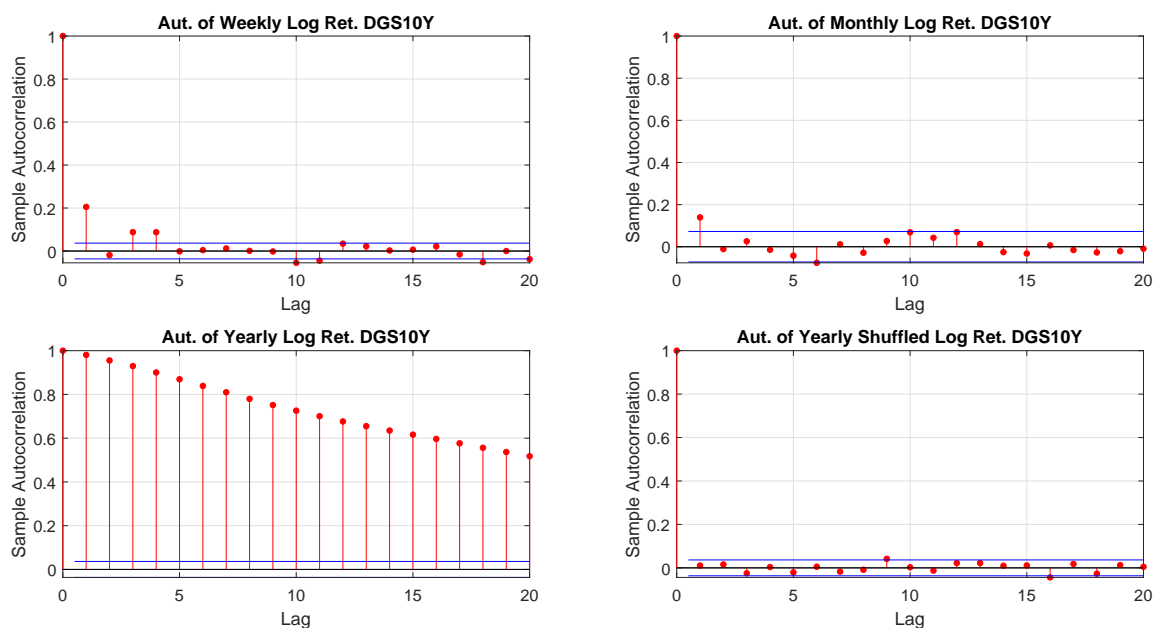 Aut. of Weekly Log Ret. DGS10Y
1
0.8
0.6
0.4
0.2
0
Sample Autocorrelation
0 5 10 15 20
Lag
Aut. of Monthly Log Ret. DGS10Y
1
0.8
0.6
0.4
0.2
0
Sample Autocorrelation
0 5 10 15 20
Lag
Aut. of Yearly Log Ret. DGS10Y
1
0.8
0.6
0.4
0.2
0
Sample Autocorrelation
0 5 10 15 20
Lag
Aut. of Yearly Shuffled Log Ret. DGS10Y
1
0.8
0.6
0.4
0.2
0
Sample Autocorrelation
0 5 10 15 20
Lag